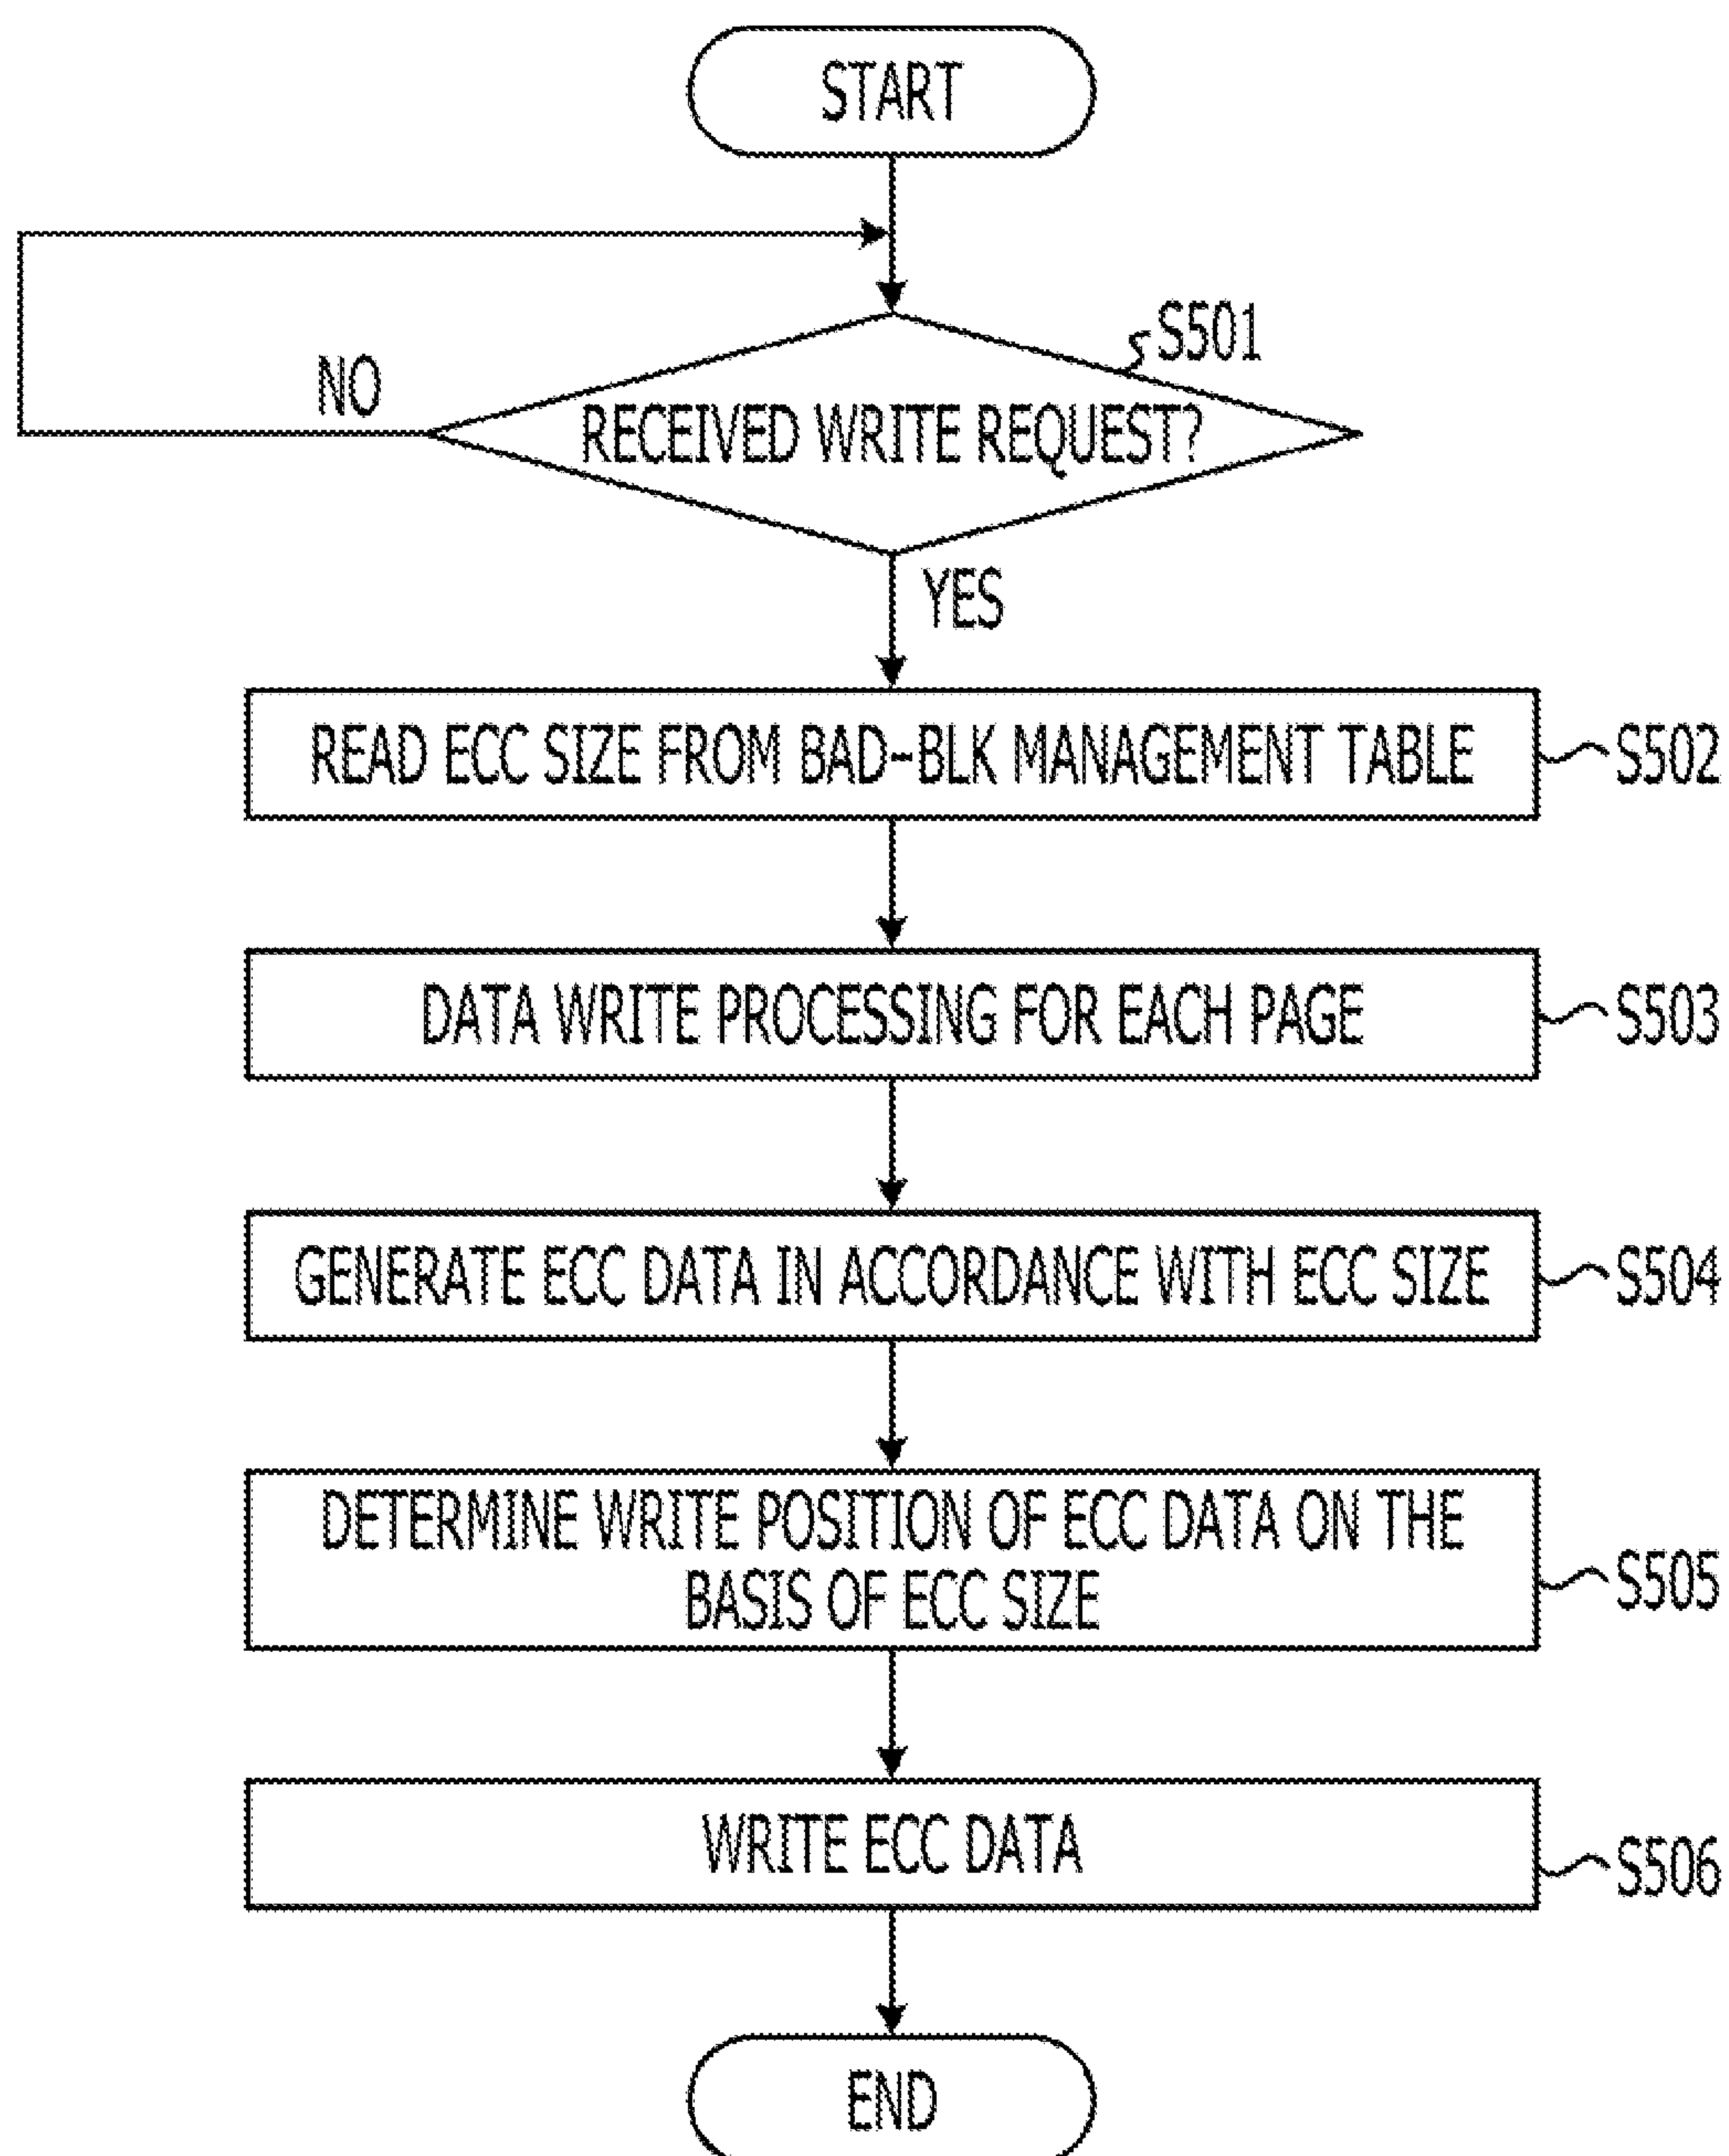 START
S501
NO
RECEIVED WRITE REQUEST?
YES
READ ECC SIZE FROM BAD-BLK MANAGEMENT TABLE
S502
DATA WRITE PROCESSING FOR EACH PAGE
S503
GENERATE ECC DATA IN ACCORDANCE WITH ECC SIZE
S504
DETERMINE WRITE POSITION OF ECC DATA ON THE
BASIS OF ECC SIZE
S505
WRITE ECC DATA
S506
END